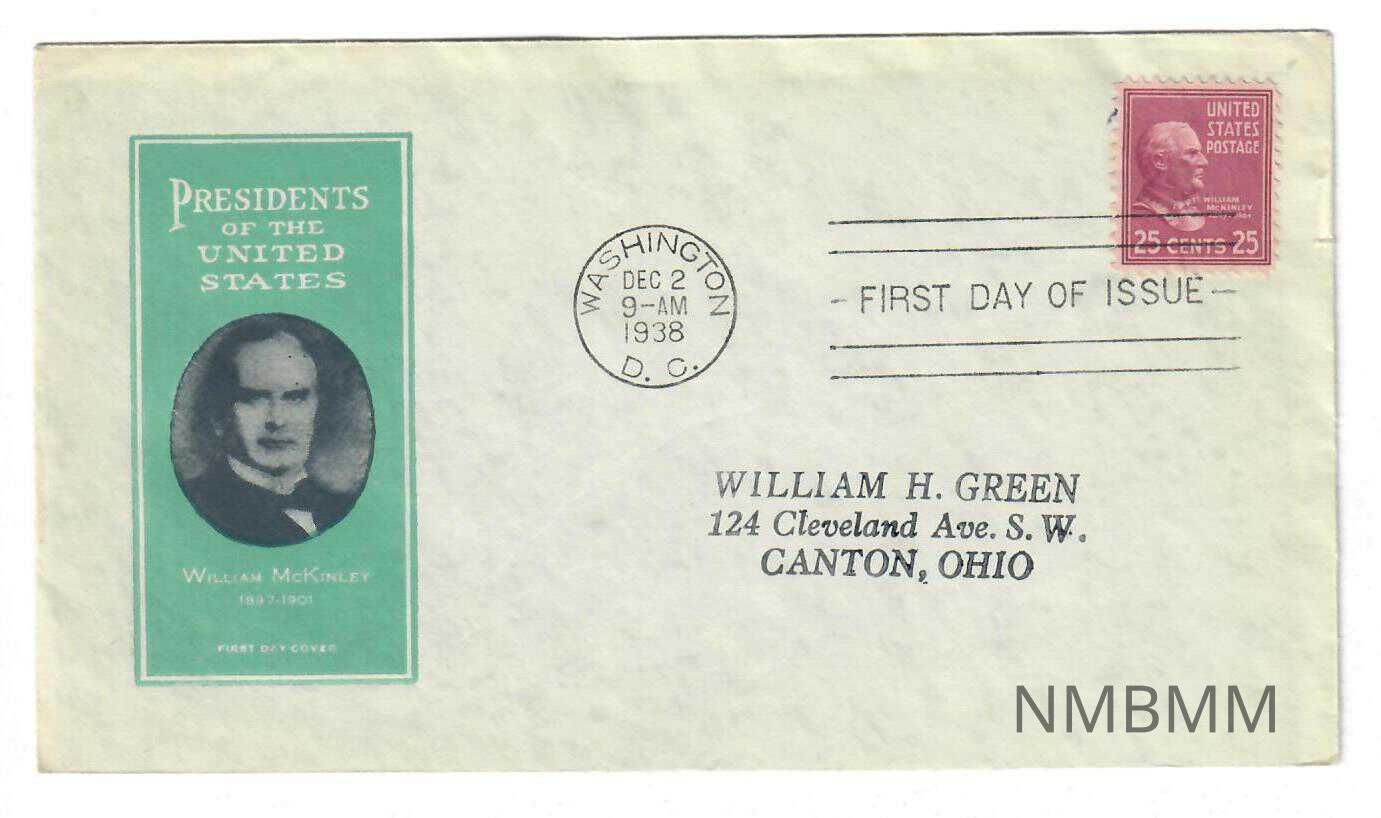 PRESIDENTS
OF THE
UNITED
STATES
WILLIAM MCKINLEY
1897-1901
FIRST DAY COVER
WASHINGTON
DEC 2
9-AM
1938
D. C.
UNITED
STATES
POSTAGE
WILLIAM
MCKINLEY
25 CENTS 25
- FIRST DAY OF ISSUE -
WILLIAM H. GREEN
124 Cleveland Ave. S. W.
CANTON, OHIO
NMBMM